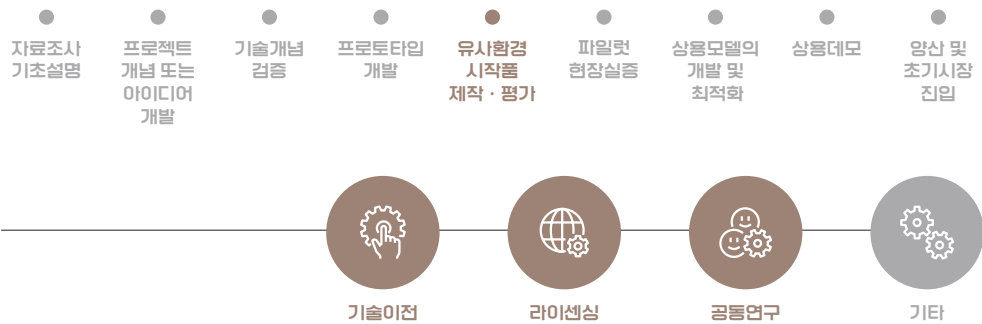 자료조사
기초설명
프로젝트
개념 또는
아이디어
개발
기술개념
검증
프로토타입
개발
유사환경
시작품
제작 · 평가
파일럿
현장실증
상용모델의
개발 및
최적화
상용데모
양산 및
초기시장
진입
기술이전
라이센싱
공동연구
기타